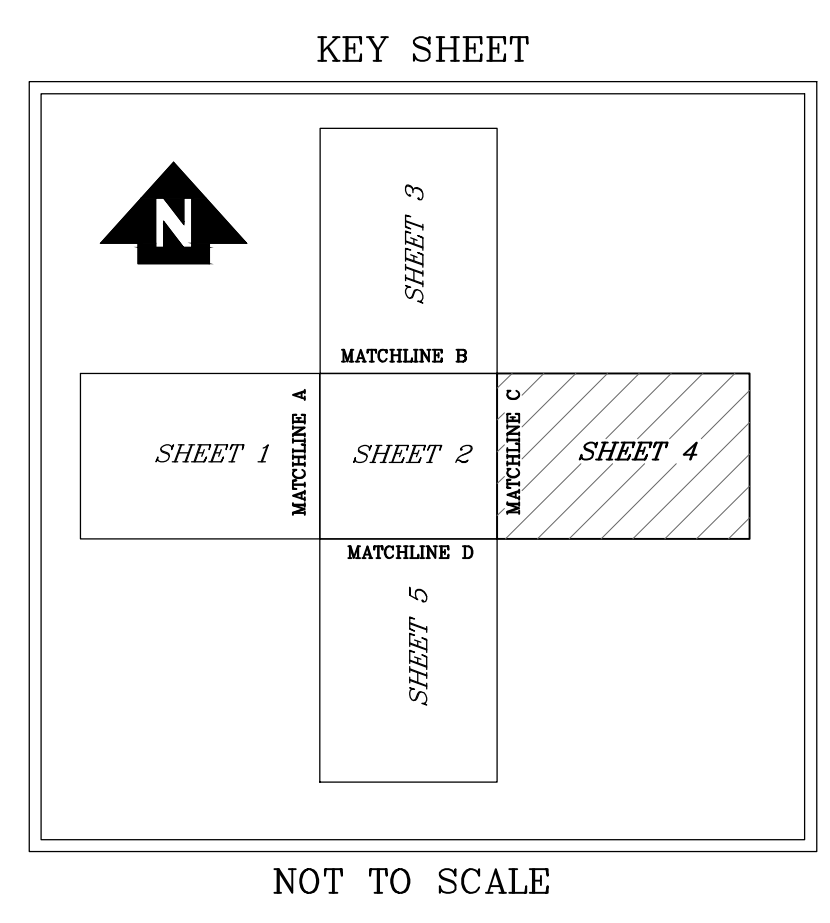 KEY SHEET
N
SHEET 3
MATCHLINE B
SHEET 1
MATCHLINE A
SHEET 2
MATCHLINE C
SHEET 4
MATCHLINE D
SHEET 5
NOT TO SCALE